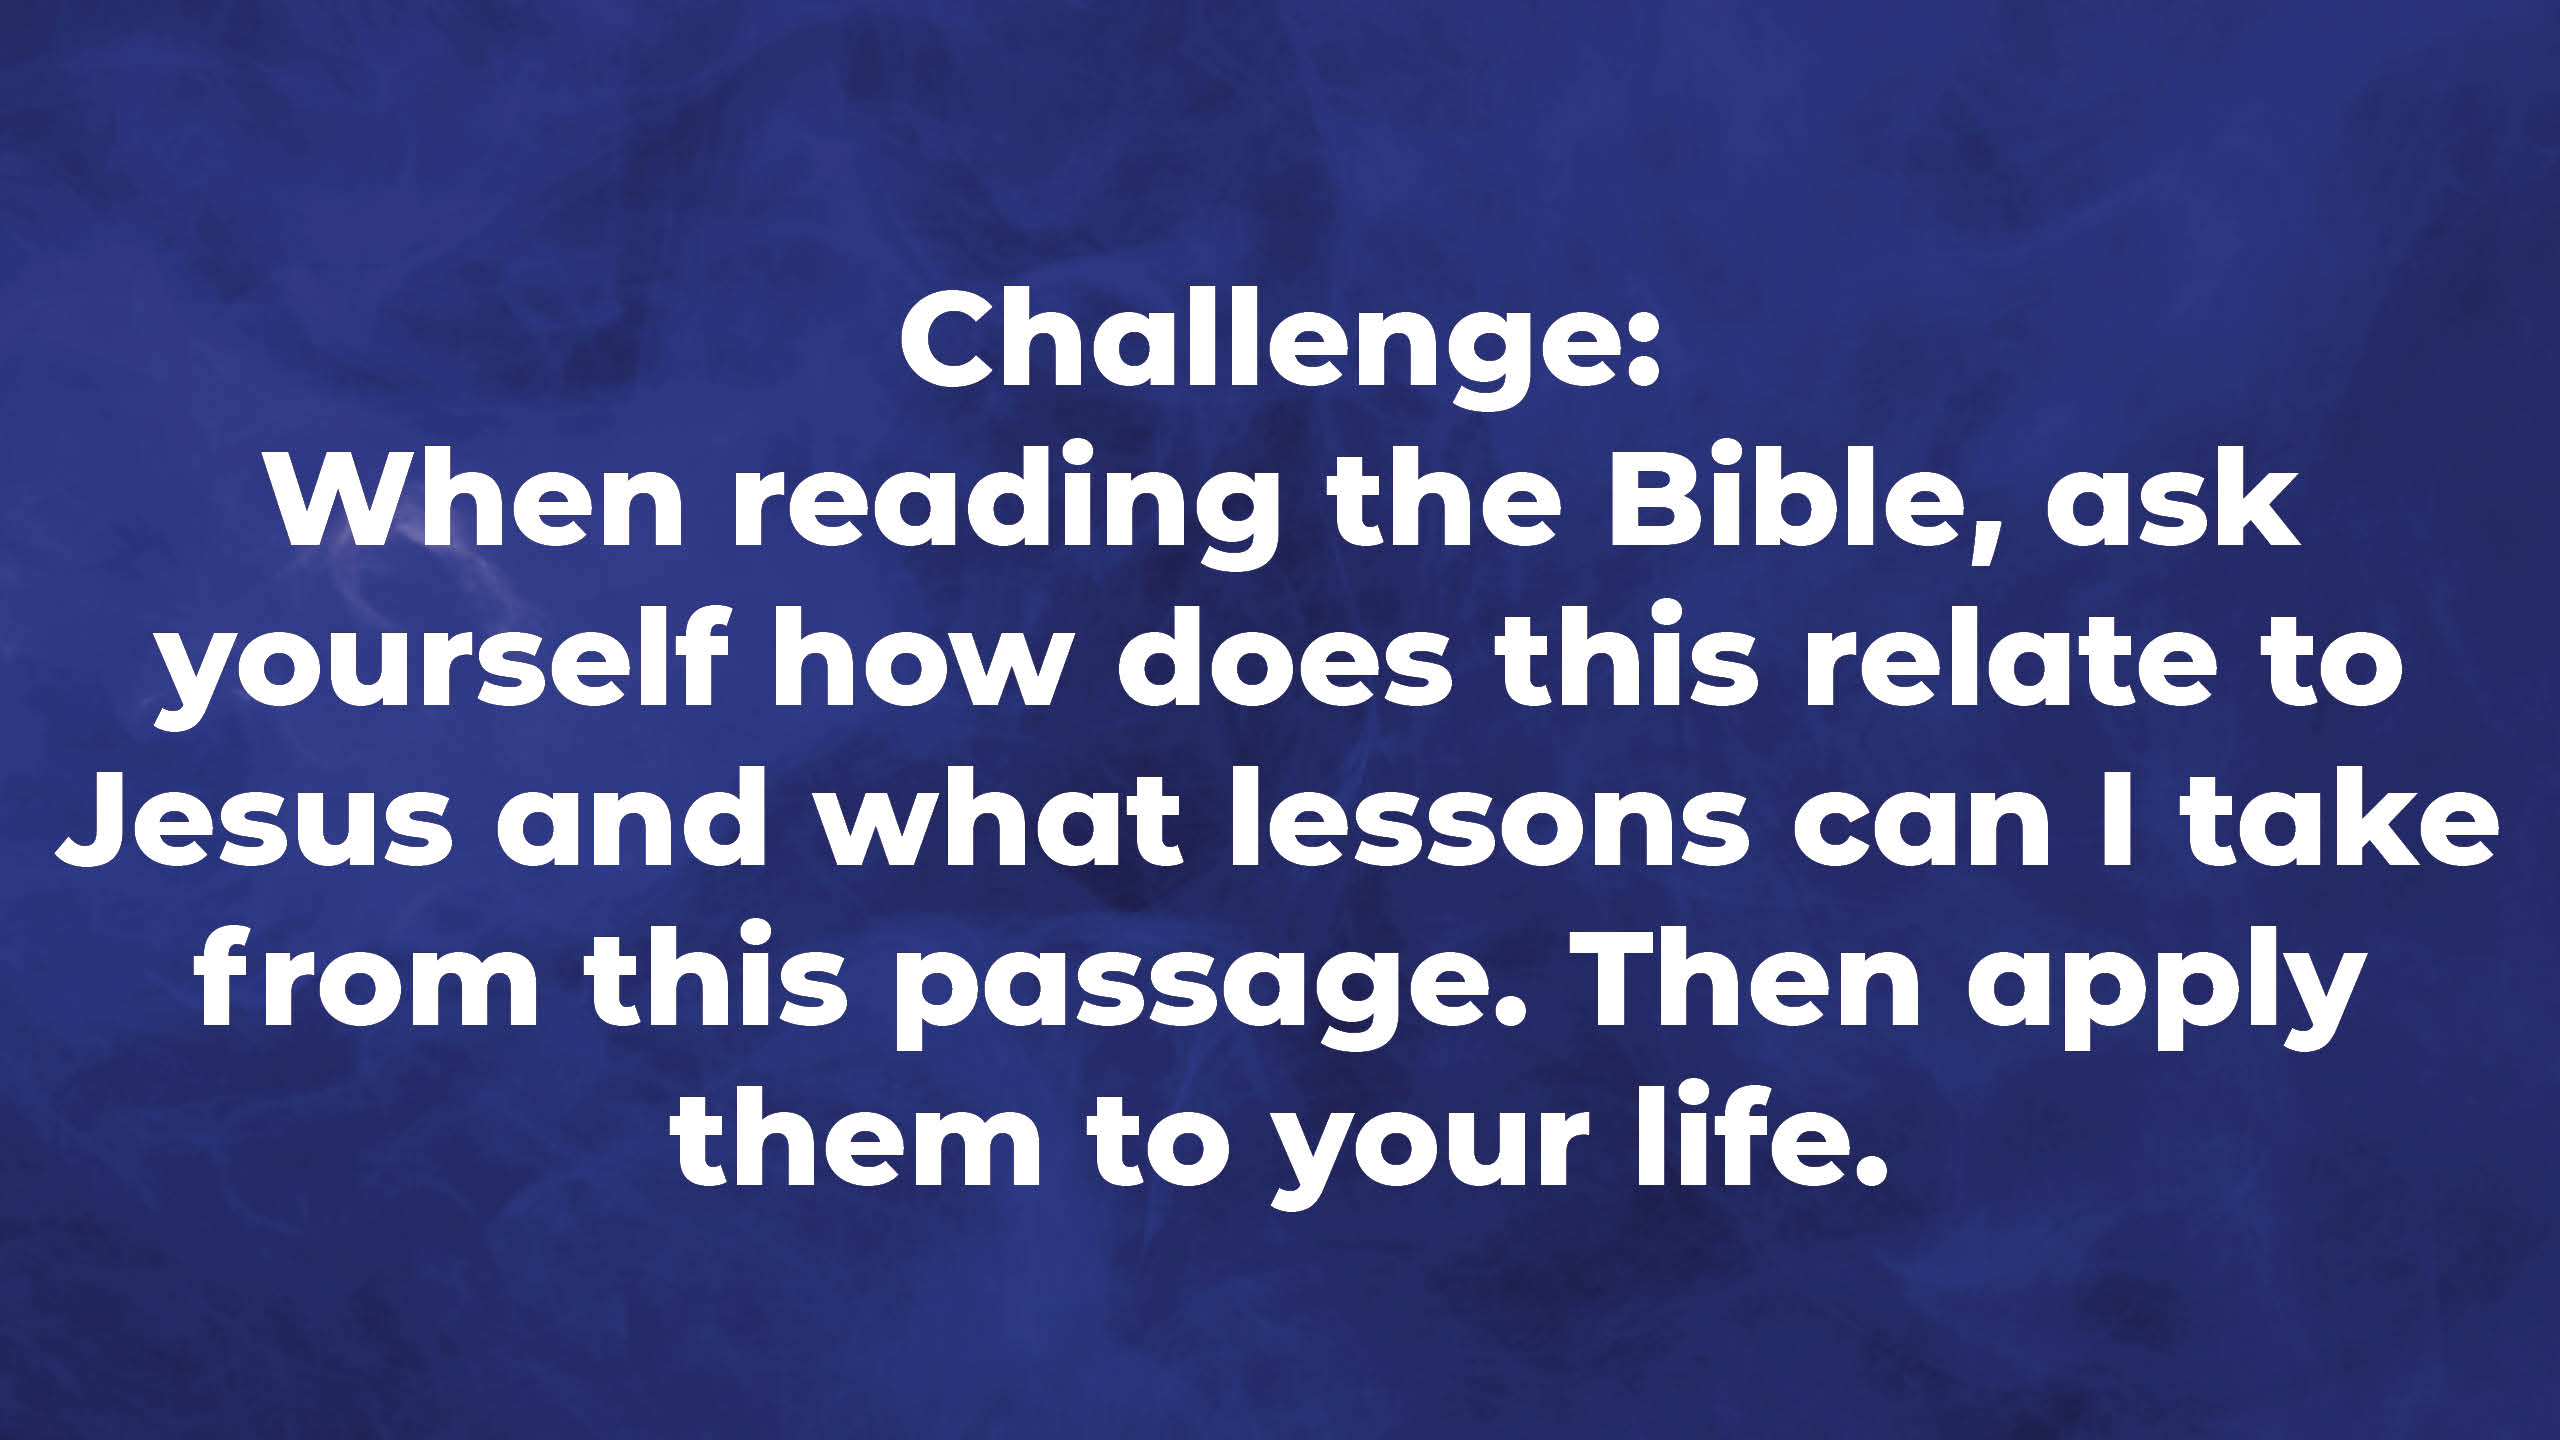 Challenge:
When reading the Bible, ask
yourself how does this relate to
Jesus and what lessons can I take
from this passage. Then apply
them to your life.